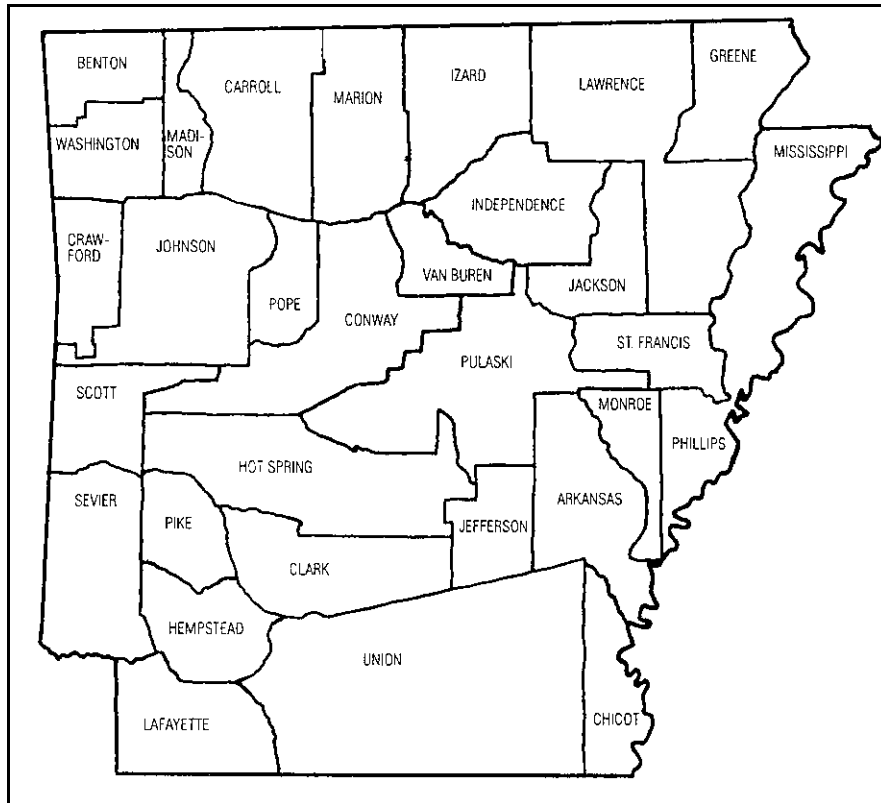 BENTON
CARROLL
MARION
IZARD
LAWRENCE
GREENE
WASHINGTON
MADI-
SON
MISSISSIPPI
INDEPENDENCE
CRAW-
FORD
JOHNSON
VAN BUREN
JACKSON
POPE
CONWAY
ST. FRANCIS
PULASKI
SCOTT
MONROE
PHILLIPS
HOT SPRING
SEVIER
ARKANSAS
PIKE
JEFFERSON
CLARK
HEMPSTEAD
UNION
LAFAYETTE
CHICOT